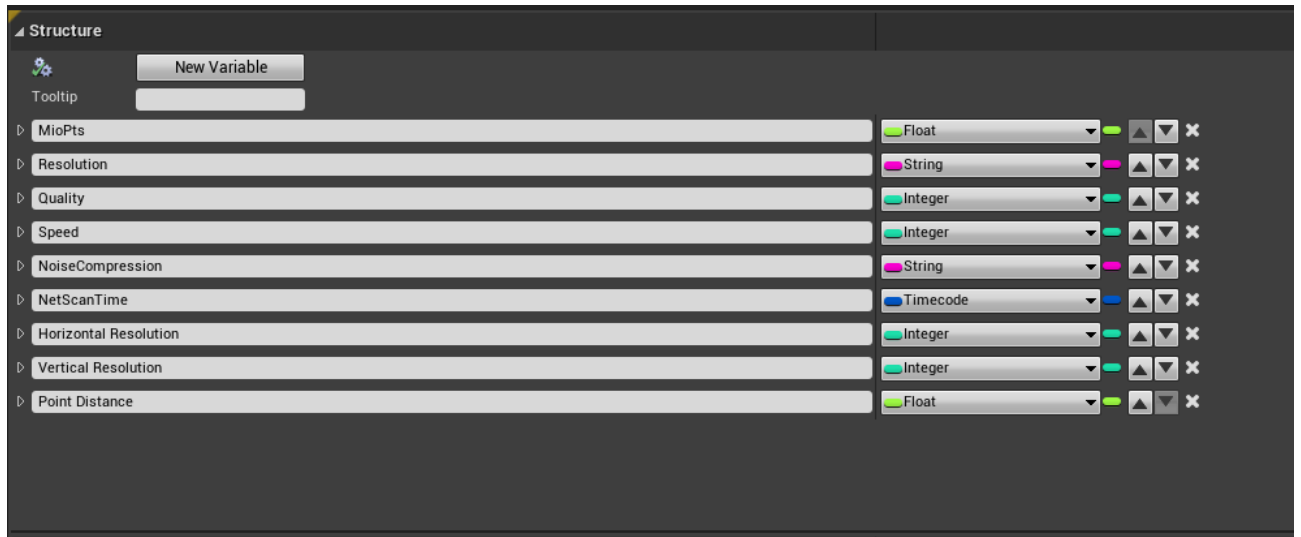 Structure
New Variable
Tooltip
MioPts Float
Resolution String
Quality Integer
Speed Integer
NoiseCompression String
NetScanTime Timecode
Horizontal Resolution Integer
Vertical Resolution Integer
Point Distance Float